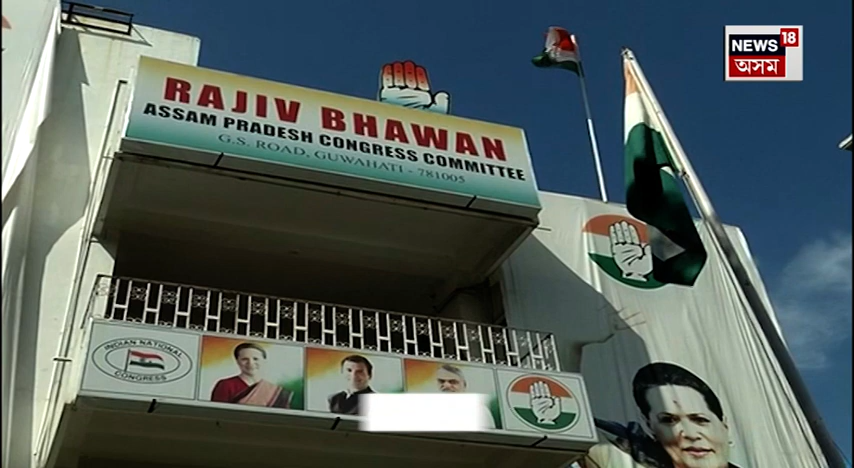 NEWS 18
অসম
RAJIV BHAWAN
ASSAM PRADESH CONGRESS COMMITTEE
G.S. ROAD, GUWAHATI - 781005
INDIAN NATIONAL
CONGRESS